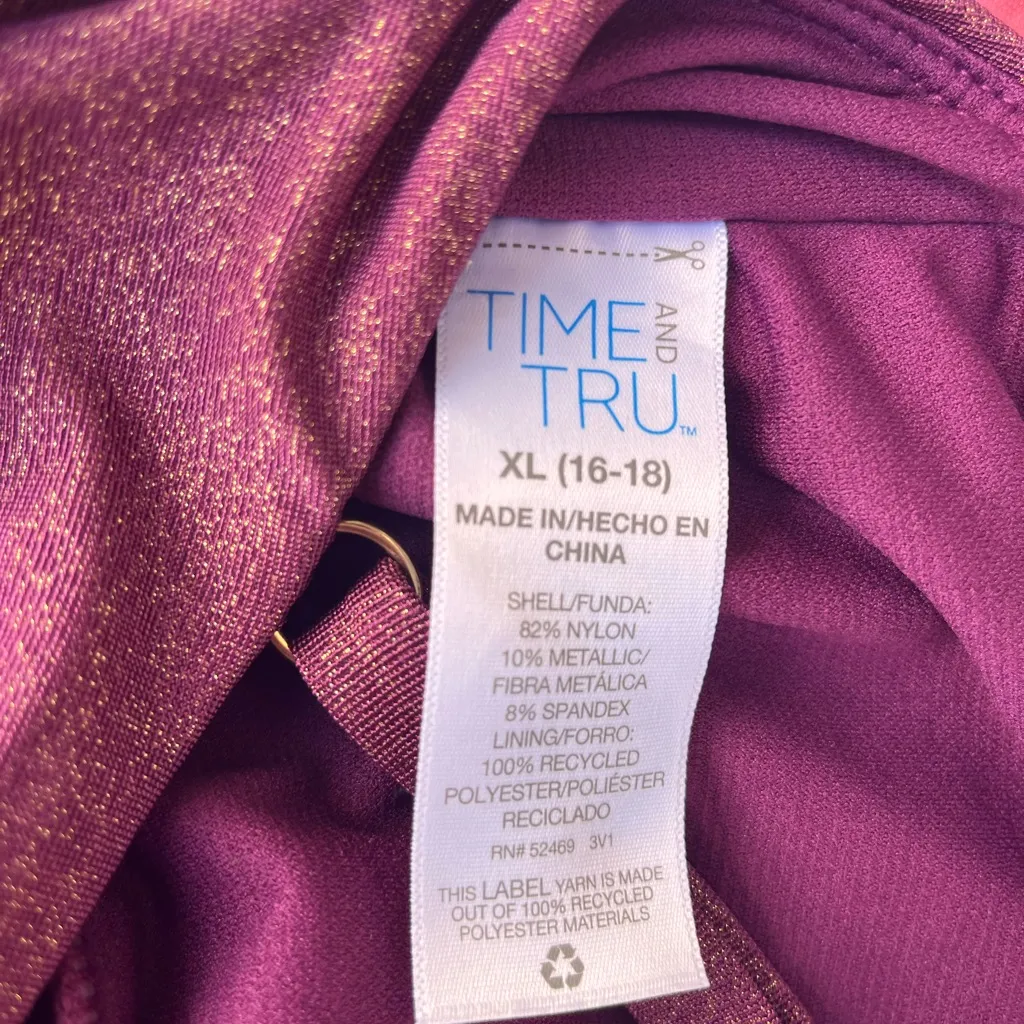 TIME AND
TRU™
XL (16-18)
MADE IN/HECHO EN
CHINA
SHELL/FUNDA:
82% NYLON
10% METALLIC/
FIBRA METÁLICA
8% SPANDEX
LINING/FORRO:
100% RECYCLED
POLYESTER/POLIÉSTER
RECICLADO
RN# 52469 3V1
THIS LABEL YARN IS MADE
OUT OF 100% RECYCLED
POLYESTER MATERIALS